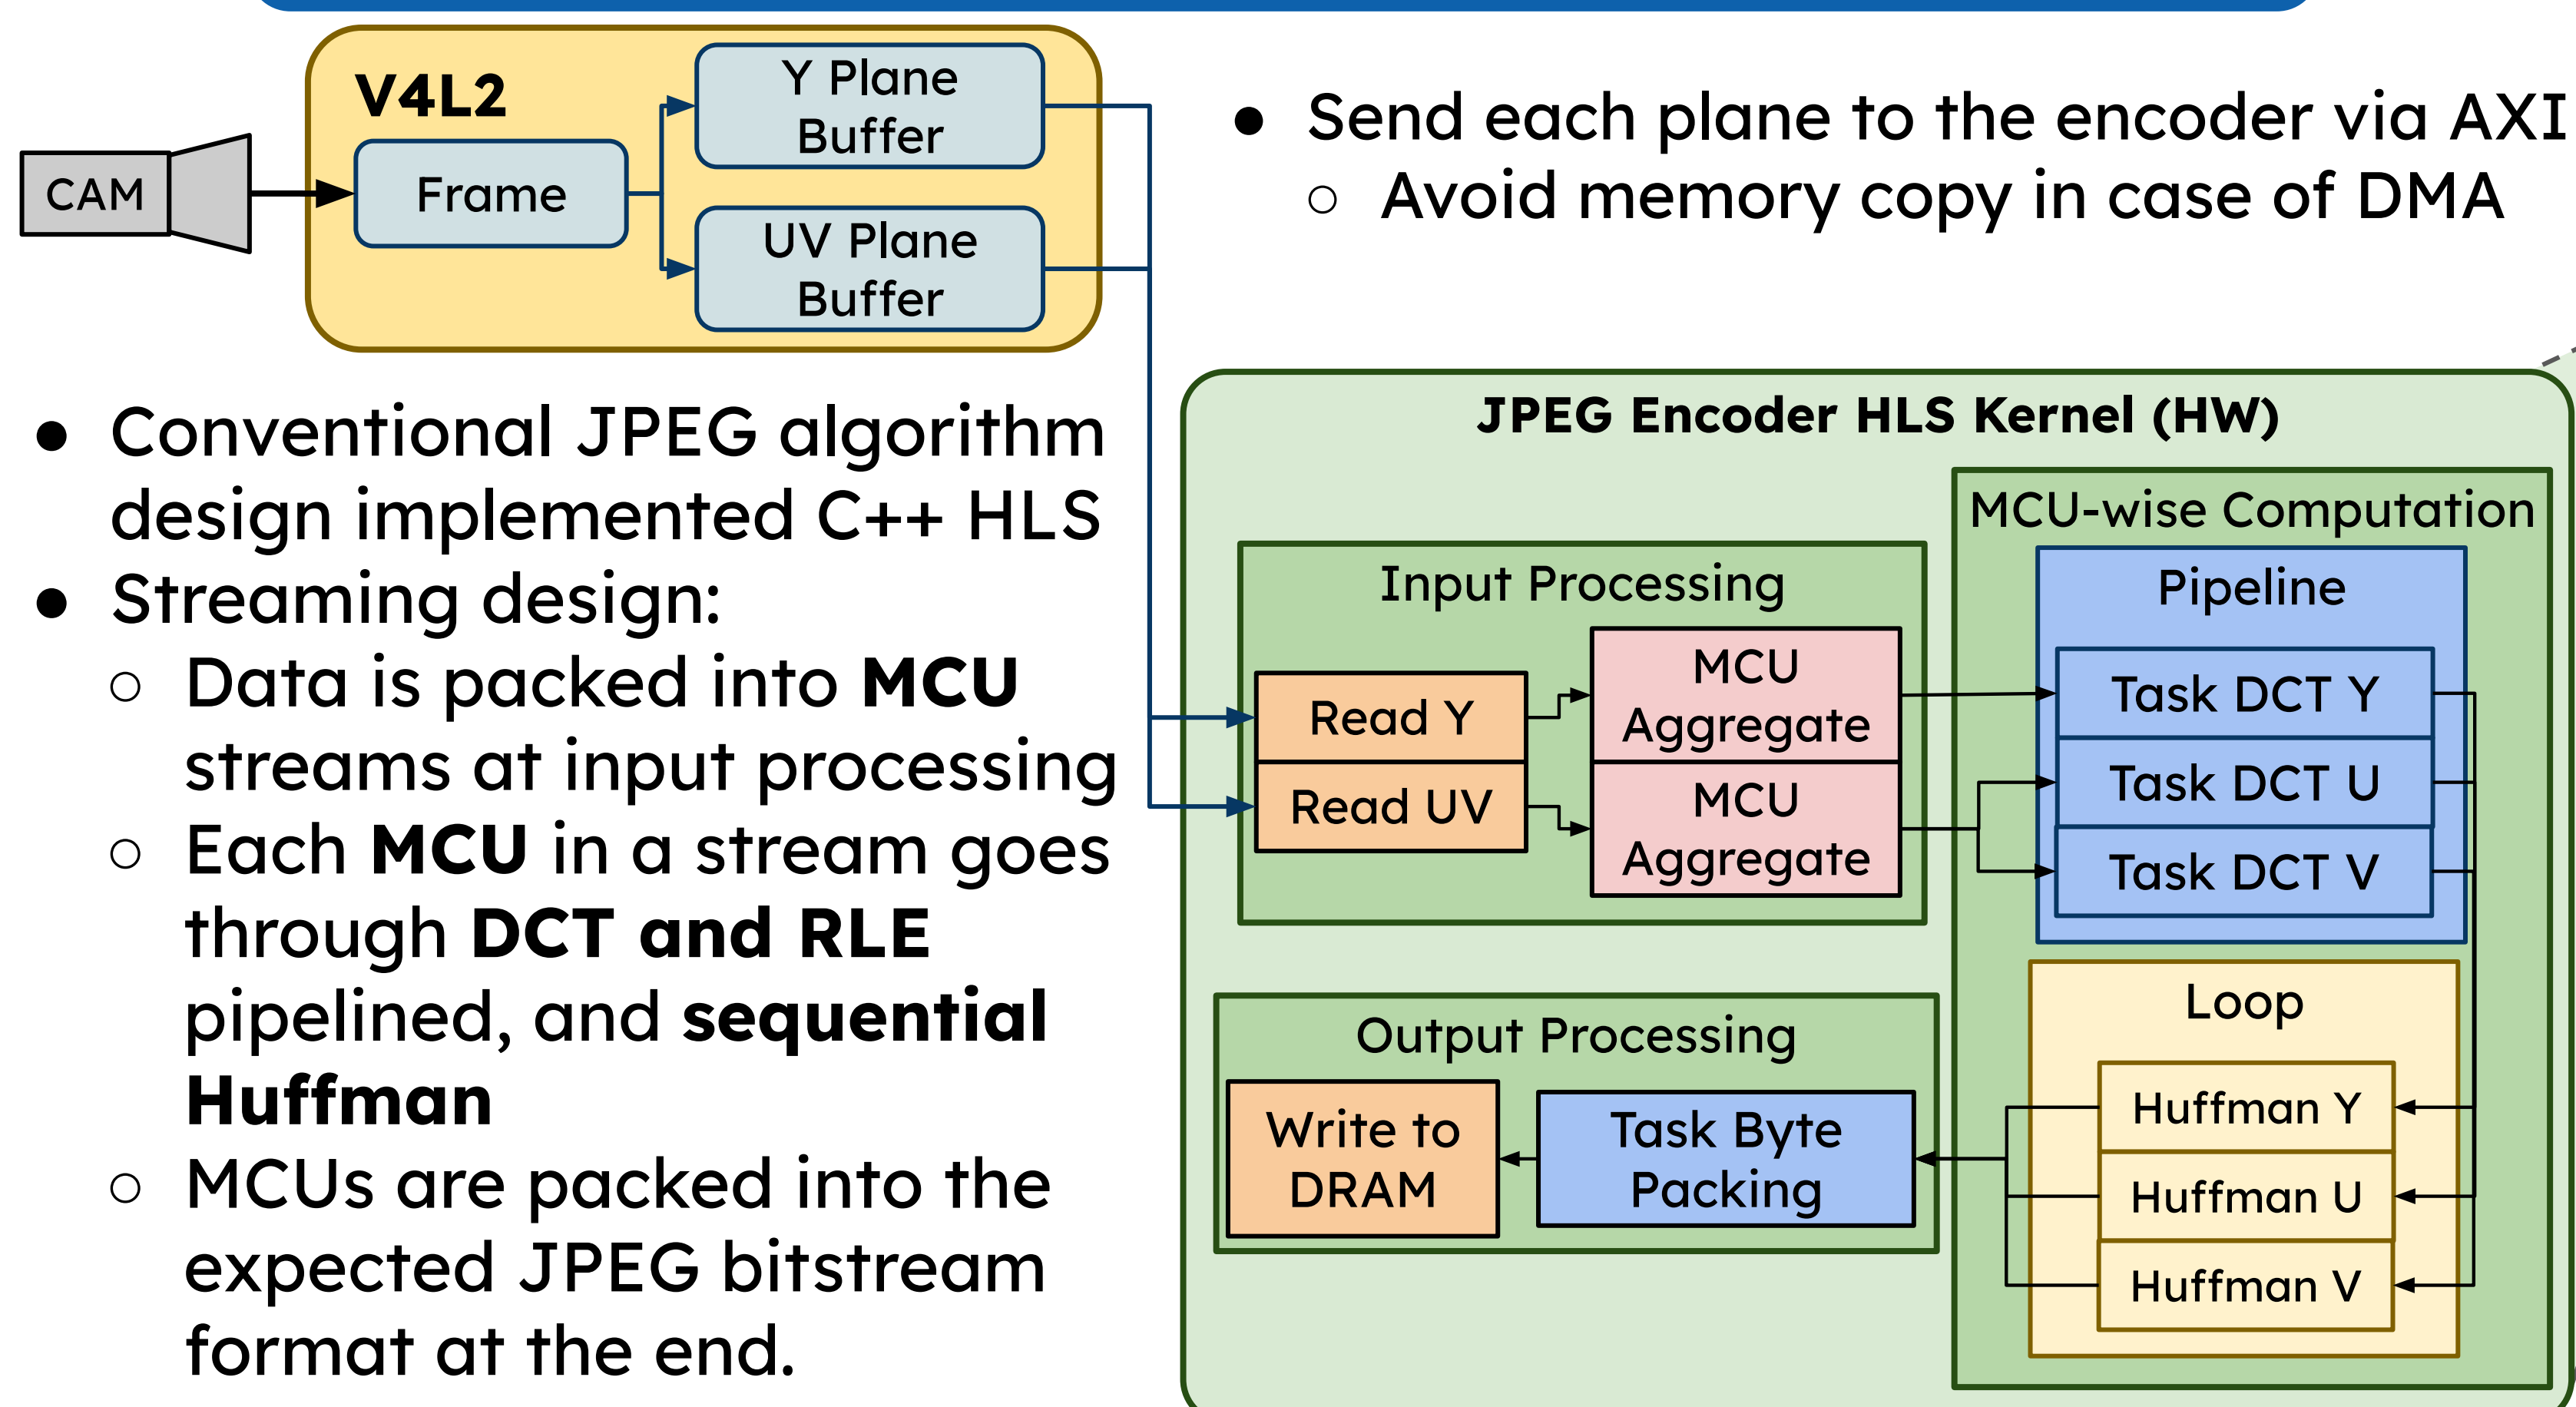 V4L2
CAM
Frame
Y Plane
Buffer
UV Plane
Buffer
● Send each plane to the encoder via AXI
○ Avoid memory copy in case of DMA
● Conventional JPEG algorithm
design implemented C++ HLS
● Streaming design:
○ Data is packed into MCU
streams at input processing
○ Each MCU in a stream goes
through DCT and RLE
pipelined, and sequential
Huffman
○ MCUs are packed into the
expected JPEG bitstream
format at the end.
JPEG Encoder HLS Kernel (HW)
Input Processing
Read Y
Read UV
MCU
Aggregate
MCU
Aggregate
MCU-wise Computation
Pipeline
Task DCT Y
Task DCT U
Task DCT V
Loop
Huffman Y
Huffman U
Huffman V
Output Processing
Write to
DRAM
Task Byte
Packing